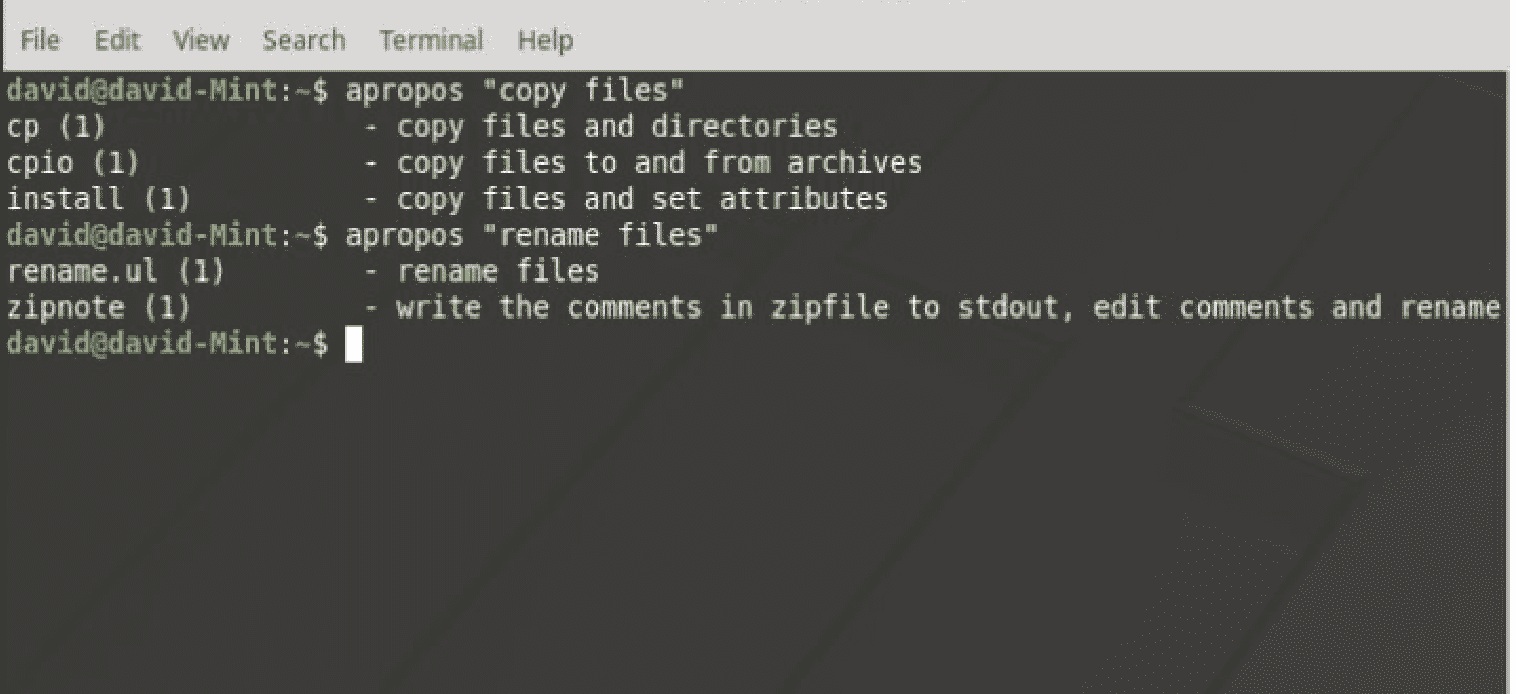 File Edit View Search Terminal Help
david@david-Mint:~$ apropos "copy files"
cp (1)               - copy files and directories
cpio (1)             - copy files to and from archives
install (1)          - copy files and set attributes
david@david-Mint:~$ apropos "rename files"
rename.ul (1)        - rename files
zipnote (1)          - write the comments in zipfile to stdout, edit comments and rename
david@david-Mint:~$